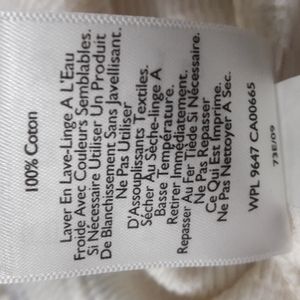 100% Coton
Laver En Lave-Linge A L'Eau
Froide Avec Couleurs Semblables.
Si Nécessaire Utiliser Un Produit
De Blanchissement Sans Javellisant.
Ne Pas Utiliser
D'Assouplissants Textiles.
Sécher Au Sèche-linge A
Basse Température.
Retirer Immédiatement.
Repasser Au Fer Tiède Si Nécessaire.
Ne Pas Repasser
Ce Qui Est Imprimé.
Ne Pas Nettoyer A Sec.
WPL 9647 CA00665
73E/09